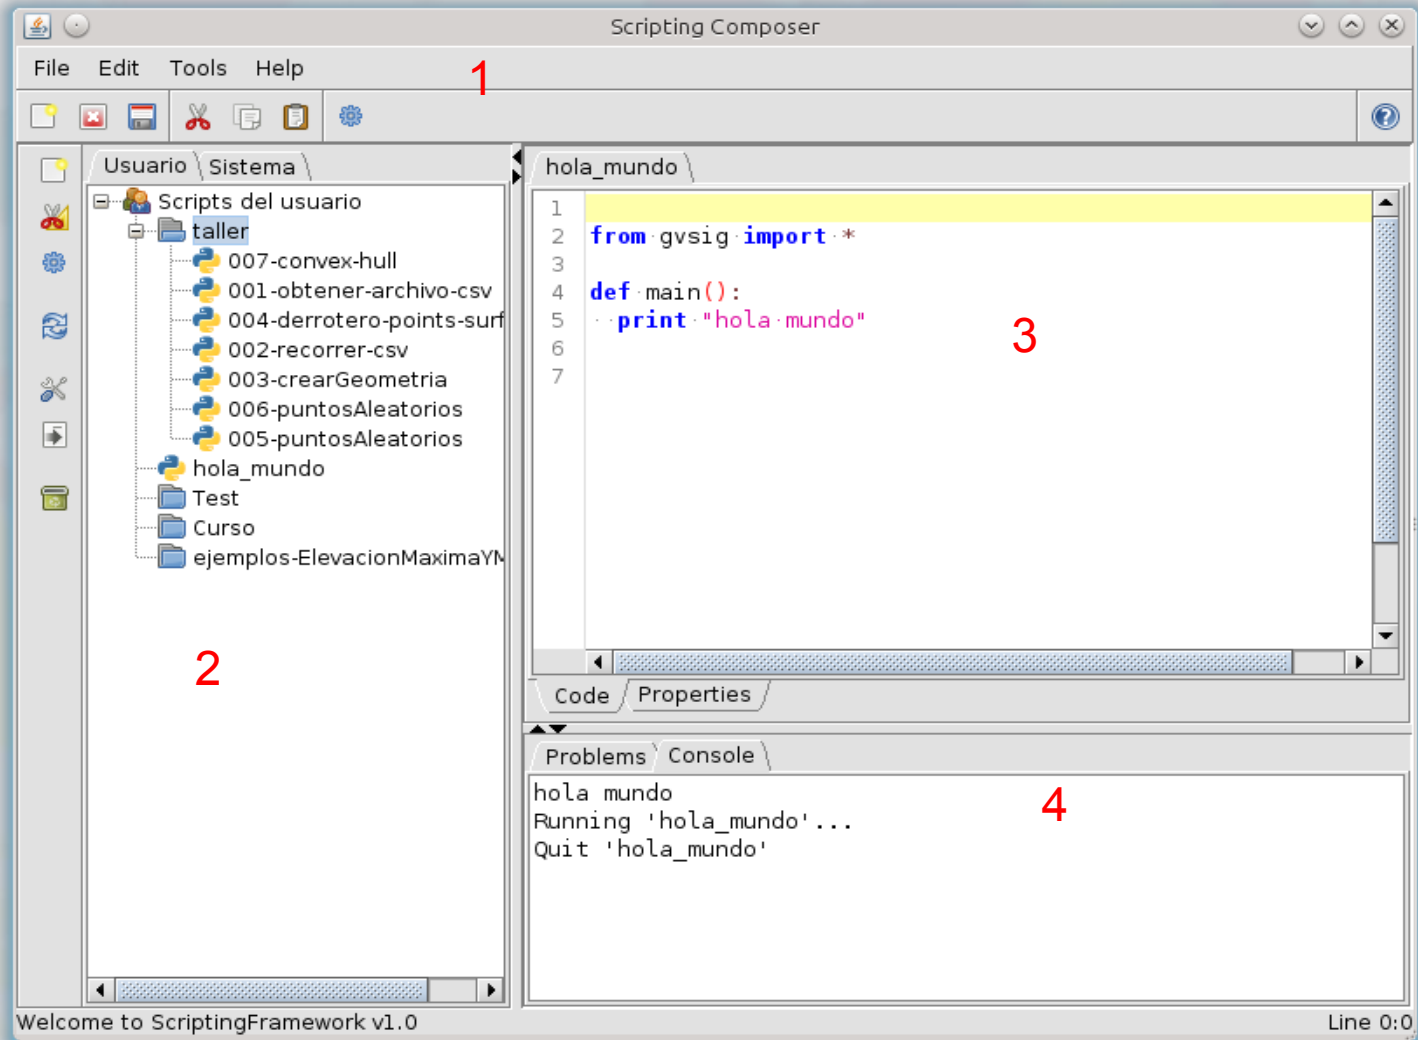 Scripting Composer
File Edit Tools Help
1
Usuario Sistema
Scripts del usuario
taller
007-convex-hull
001-obtener-archivo-csv
004-derrotero-points-surf
002-recorrer-csv
003-crearGeometria
006-puntosAleatorios
005-puntosAleatorios
hola_mundo
Test
Curso
ejemplos-ElevacionMaximaYM
2
hola_mundo
1
2 from gvsig import *
3
4 def main():
5 print "hola mundo"
6
7
3
Code Properties
Problems Console
hola mundo
Running 'hola_mundo'...
Quit 'hola_mundo'
4
Welcome to ScriptingFramework v1.0
Line 0:0